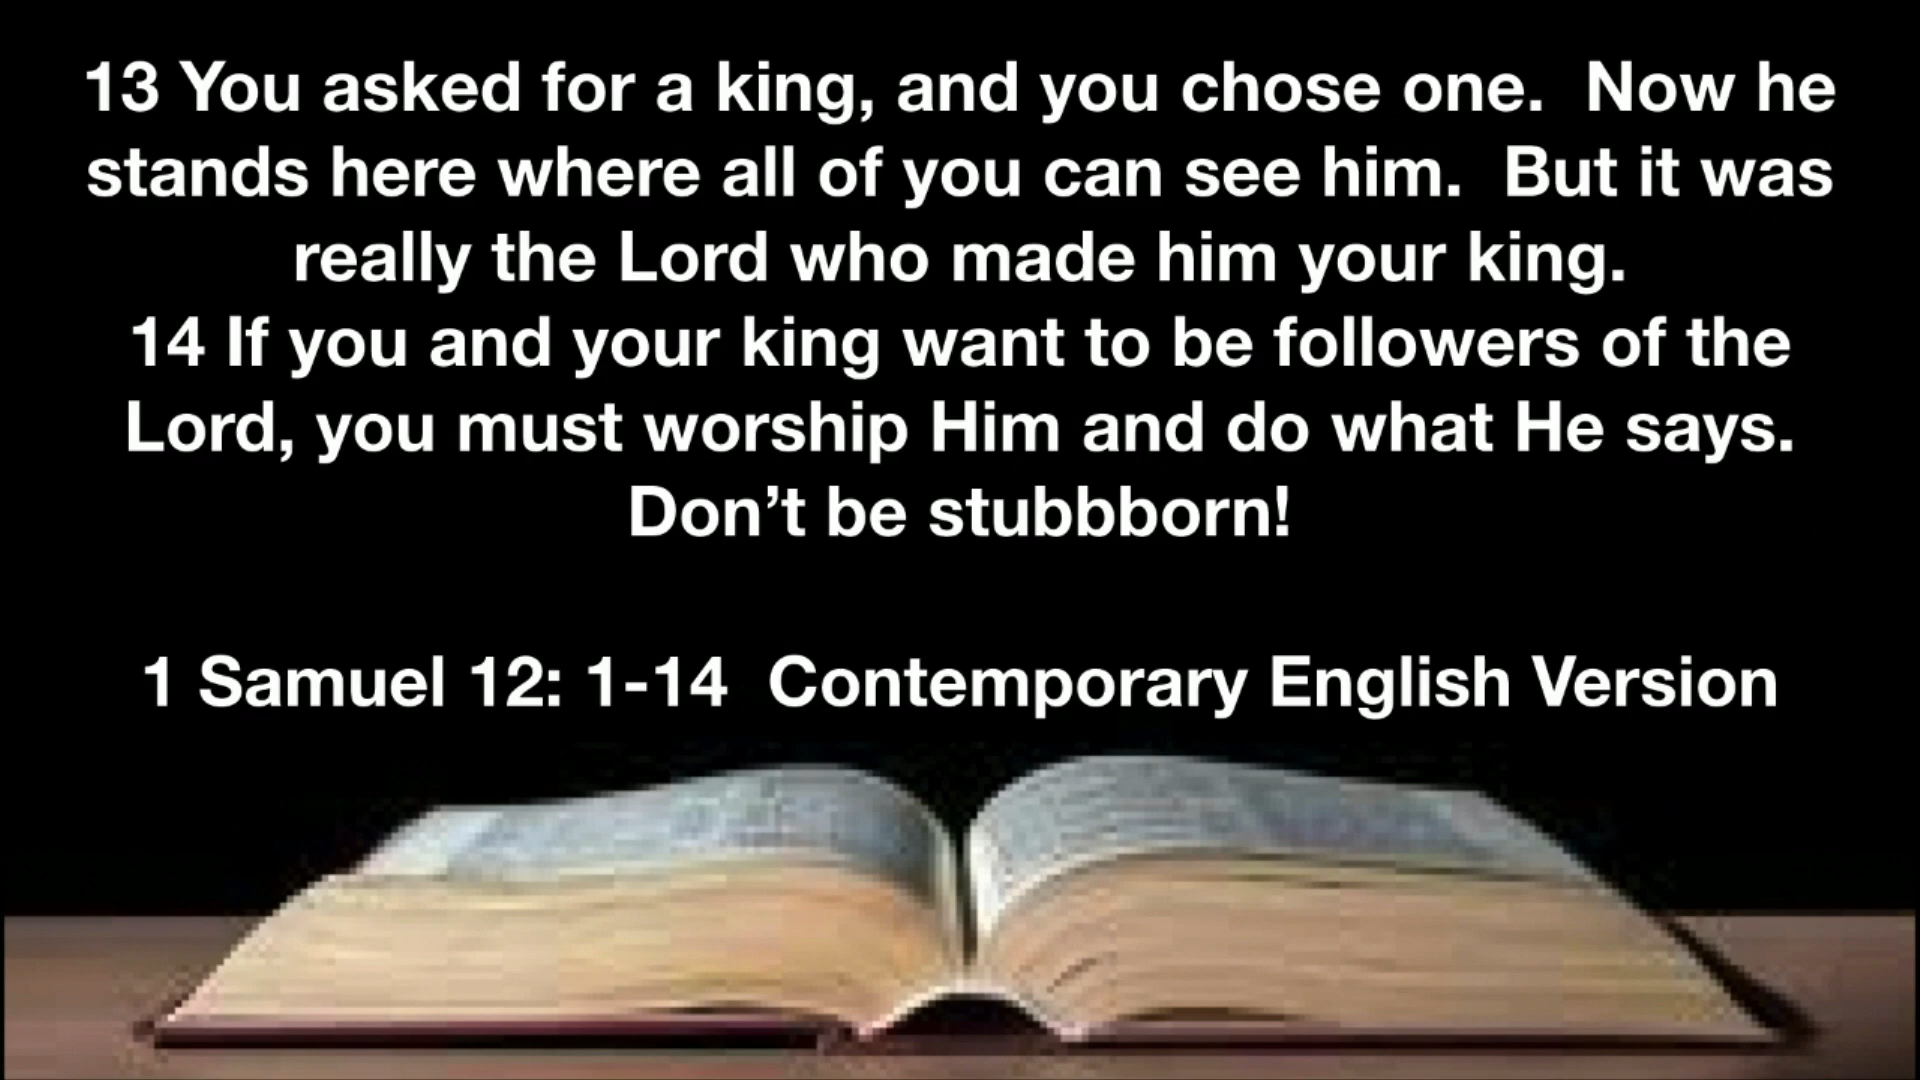 13 You asked for a king, and you chose one.  Now he
stands here where all of you can see him.  But it was
really the Lord who made him your king.
14 If you and your king want to be followers of the
Lord, you must worship Him and do what He says.
Don’t be stubbborn!
1 Samuel 12: 1-14  Contemporary English Version